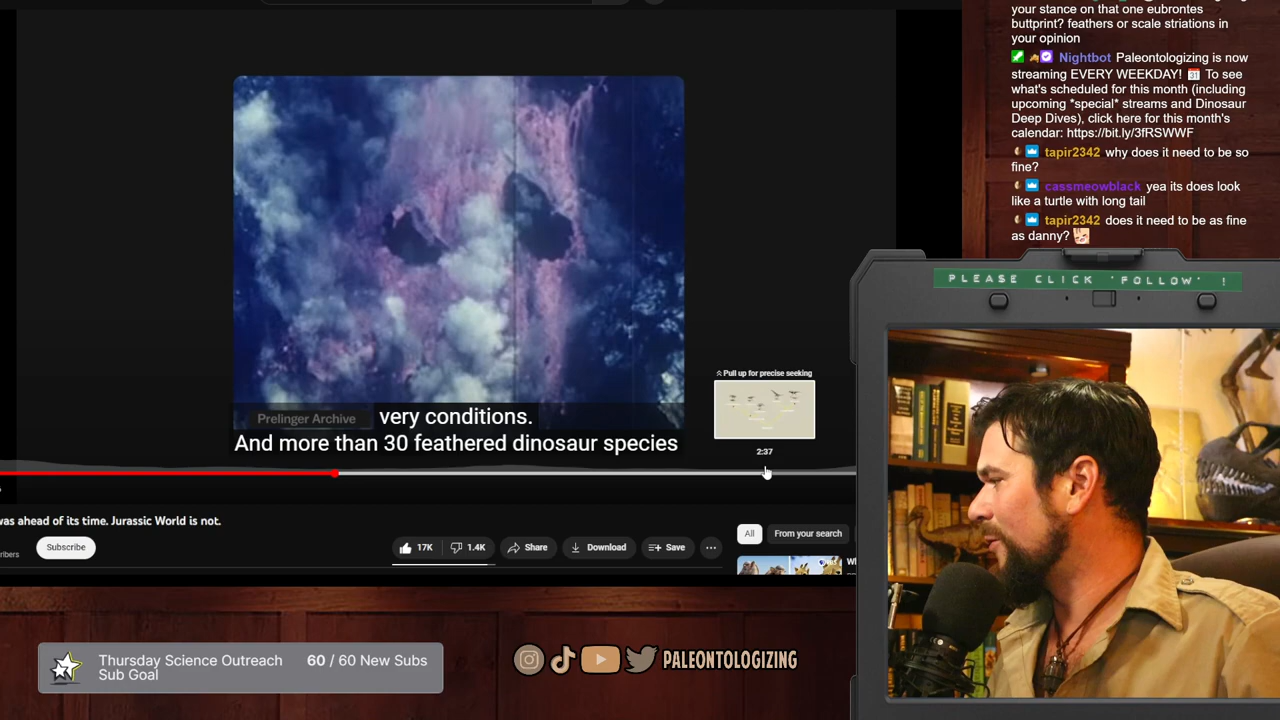 your stance on that one eubrontes
buttprint? feathers or scale striations in
your opinion
Nightbot Paleontologizing is now
streaming EVERY WEEKDAY! To see
what's scheduled for this month (including
upcoming *special* streams and Dinosaur
Deep Dives), click here for this month's
calendar: https://bit.ly/3fRSWWF
tapir2342 why does it need to be so
fine?
cassmeowblack yea its does look
like a turtle with long tail
tapir2342 does it need to be as fine
as danny?
PLEASE CLICK "FOLLOW" !
Pull up for precise seeking
2:37
Prelinger Archive
very conditions.
And more than 30 feathered dinosaur species
was ahead of its time. Jurassic World is not.
Subscribe
17K
1.4K
Share
Download
Save
All
From your search
Thursday Science Outreach
Sub Goal
60 / 60 New Subs
PALEONTOLOGIZING